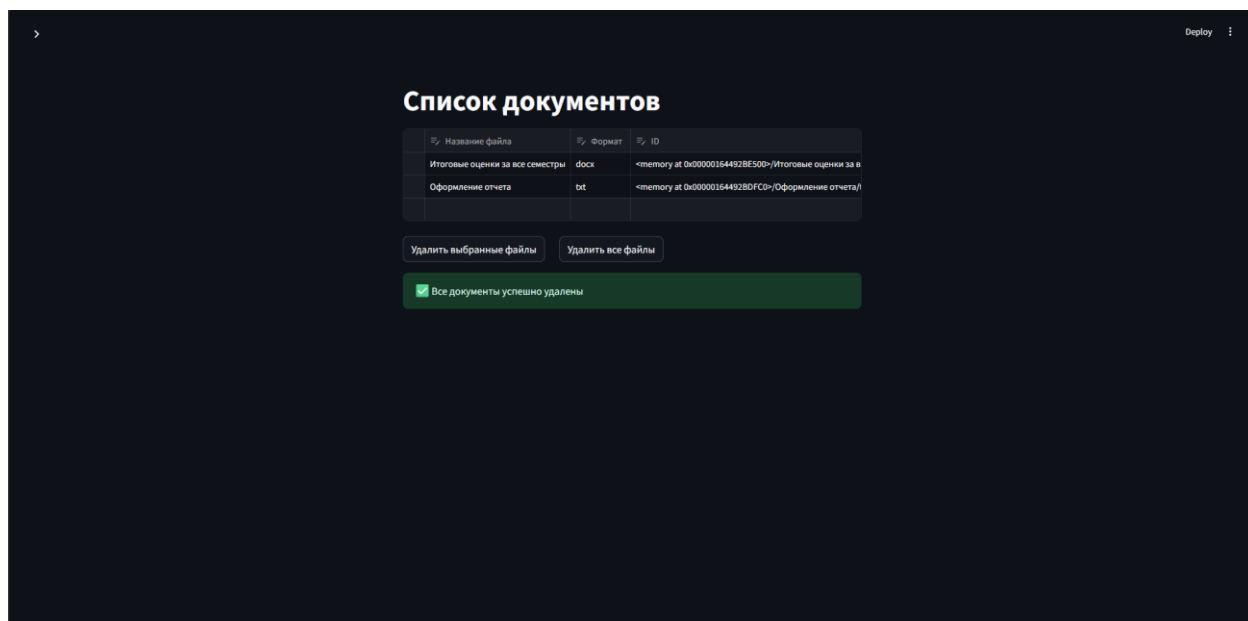 Deploy
Список документов
Название файла Формат ID
Итоговые оценки за все семестры docx <memory at 0x00000164492BE500>/Итоговые оценки за в
Оформление отчета txt <memory at 0x00000164492BDFC0>/Оформление отчета/
Удалить выбранные файлы Удалить все файлы
Все документы успешно удалены